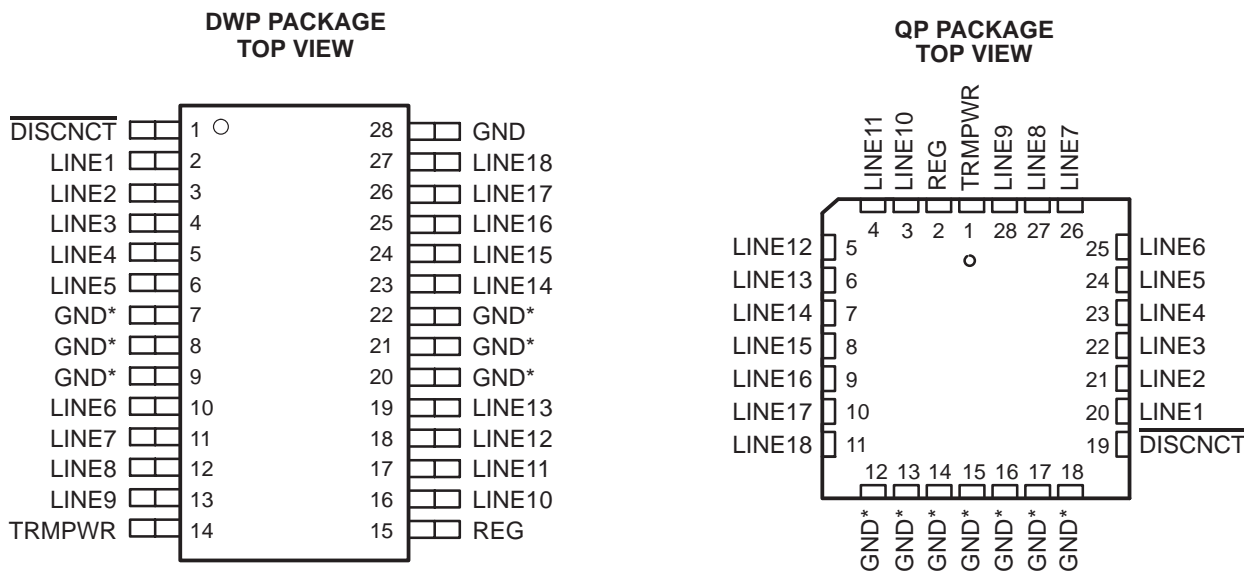 DWP PACKAGE
TOP VIEW
DISCNCT 1 28 GND
LINE1 2 27 LINE18
LINE2 3 26 LINE17
LINE3 4 25 LINE16
LINE4 5 24 LINE15
LINE5 6 23 LINE14
GND* 7 22 GND*
GND* 8 21 GND*
GND* 9 20 GND*
LINE6 10 19 LINE13
LINE7 11 18 LINE12
LINE8 12 17 LINE11
LINE9 13 16 LINE10
TRMPWR 14 15 REG
QP PACKAGE
TOP VIEW
LINE11 LINE10 REG TRMPWR LINE9 LINE8 LINE7
4 3 2 1 28 27 26
LINE12 5 25 LINE6
LINE13 6 24 LINE5
LINE14 7 23 LINE4
LINE15 8 22 LINE3
LINE16 9 21 LINE2
LINE17 10 20 LINE1
LINE18 11 19 DISCNCT
12 13 14 15 16 17 18
GND* GND* GND* GND* GND* GND* GND*